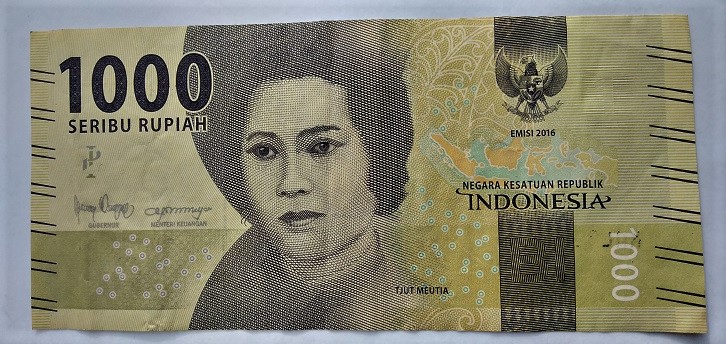 1000
SERIBU RUPIAH
EMISI 2016
NEGARA KESATUAN REPUBLIK
INDONESIA
GUBERNUR
MENTERI KEUANGAN
TJUT MEUTIA
1000